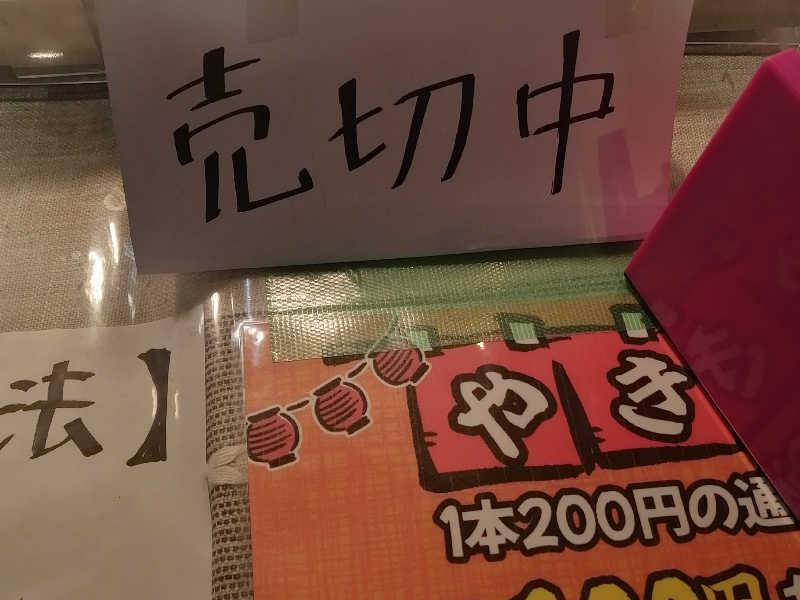 売切中
法】
やき
1本200円の通